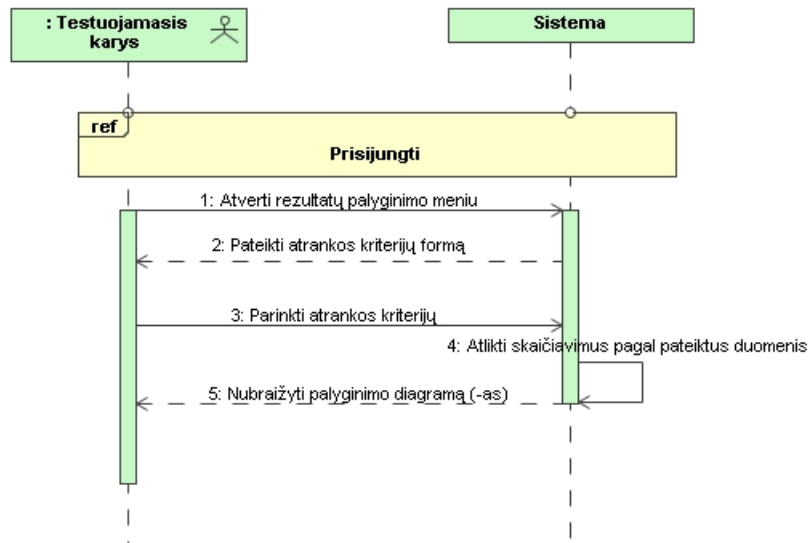 : Testuojamasis
karys
Sistema
ref
Prisijungti
1: Atverti rezultatų palyginimo meniu
2: Pateikti atrankos kriterijų formą
3: Parinkti atrankos kriterijų
4: Atlikti skaičiavimus pagal pateiktus duomenis
5: Nubraižyti palyginimo diagramą (-as)